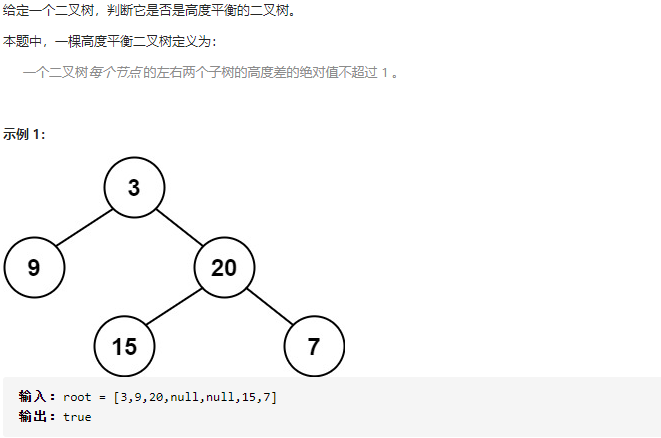 给定一个二叉树，判断它是否是高度平衡的二叉树。
本题中，一棵高度平衡二叉树定义为：
一个二叉树每个节点 的左右两个子树的高度差的绝对值不超过 1 。
示例 1：
3
9
20
15
7
输入：root = [3,9,20,null,null,15,7]
输出：true